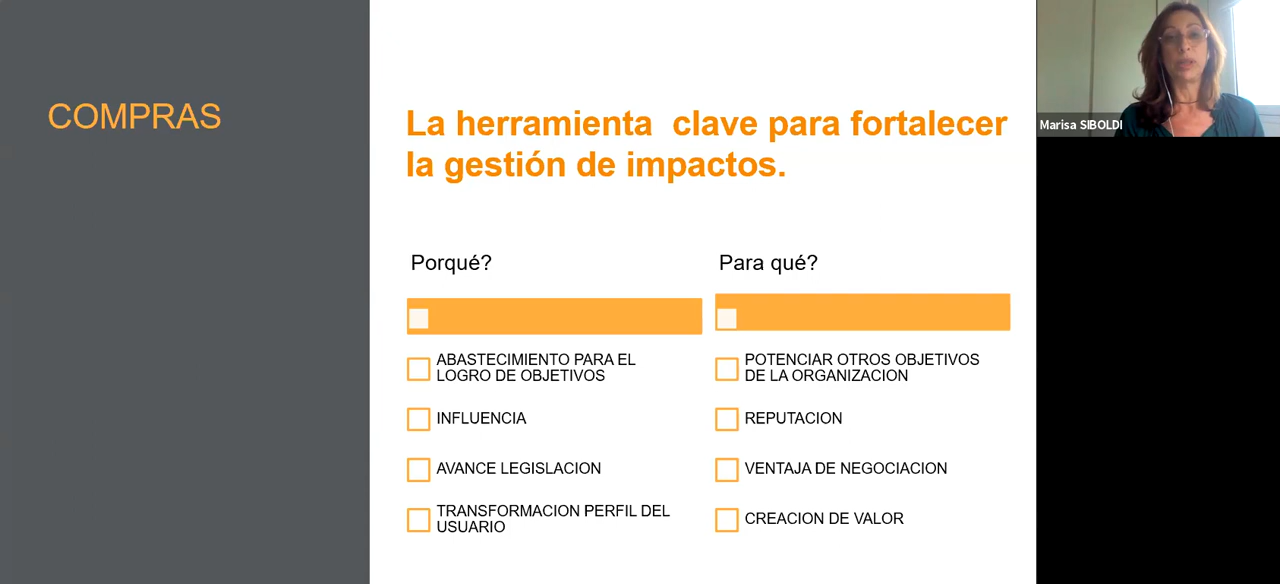 COMPRAS
La herramienta clave para fortalecer
la gestión de impactos.
Porqué?
ABASTECIMIENTO PARA EL
LOGRO DE OBJETIVOS
INFLUENCIA
AVANCE LEGISLACION
TRANSFORMACION PERFIL DEL
USUARIO
Para qué?
POTENCIAR OTROS OBJETIVOS
DE LA ORGANIZACION
REPUTACION
VENTAJA DE NEGOCIACION
CREACION DE VALOR
Marisa SIBOLDI